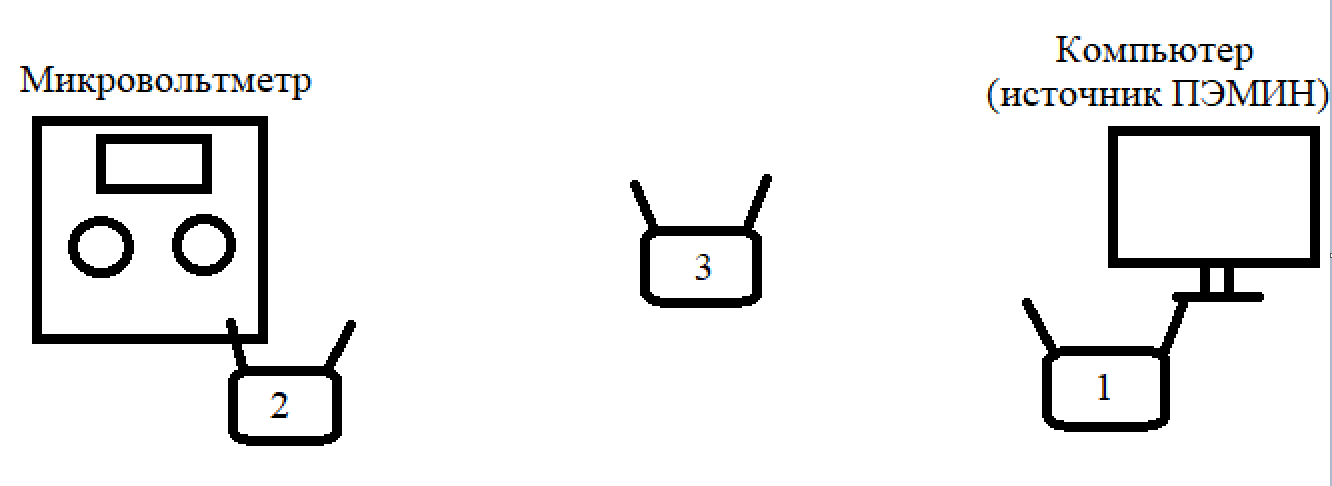 Микровольтметр
Компьютер
(источник ПЭМИН)
3
2
1